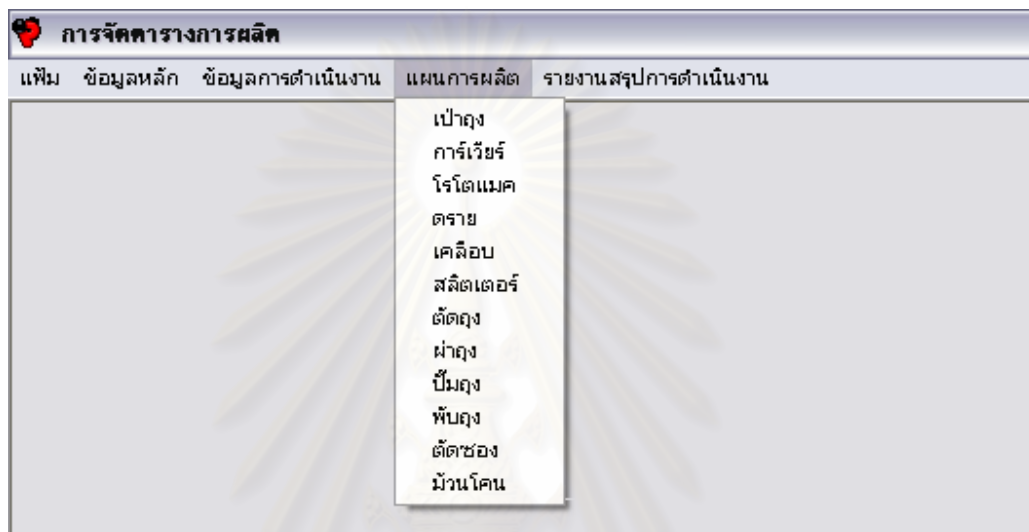 การจัดตารางการผลิต
แฟ้ม ข้อมูลหลัก ข้อมูลการดำเนินงาน แผนการผลิต รายงานสรุปการดำเนินงาน
เป่าถุง
การ์เวียร์
โรโตแมค
ดราย
เคลือบ
สลิตเตอร์
ตัดถุง
ผ่าถุง
ปั๊มถุง
พับถุง
ตัดซอง
ม้วนโคน